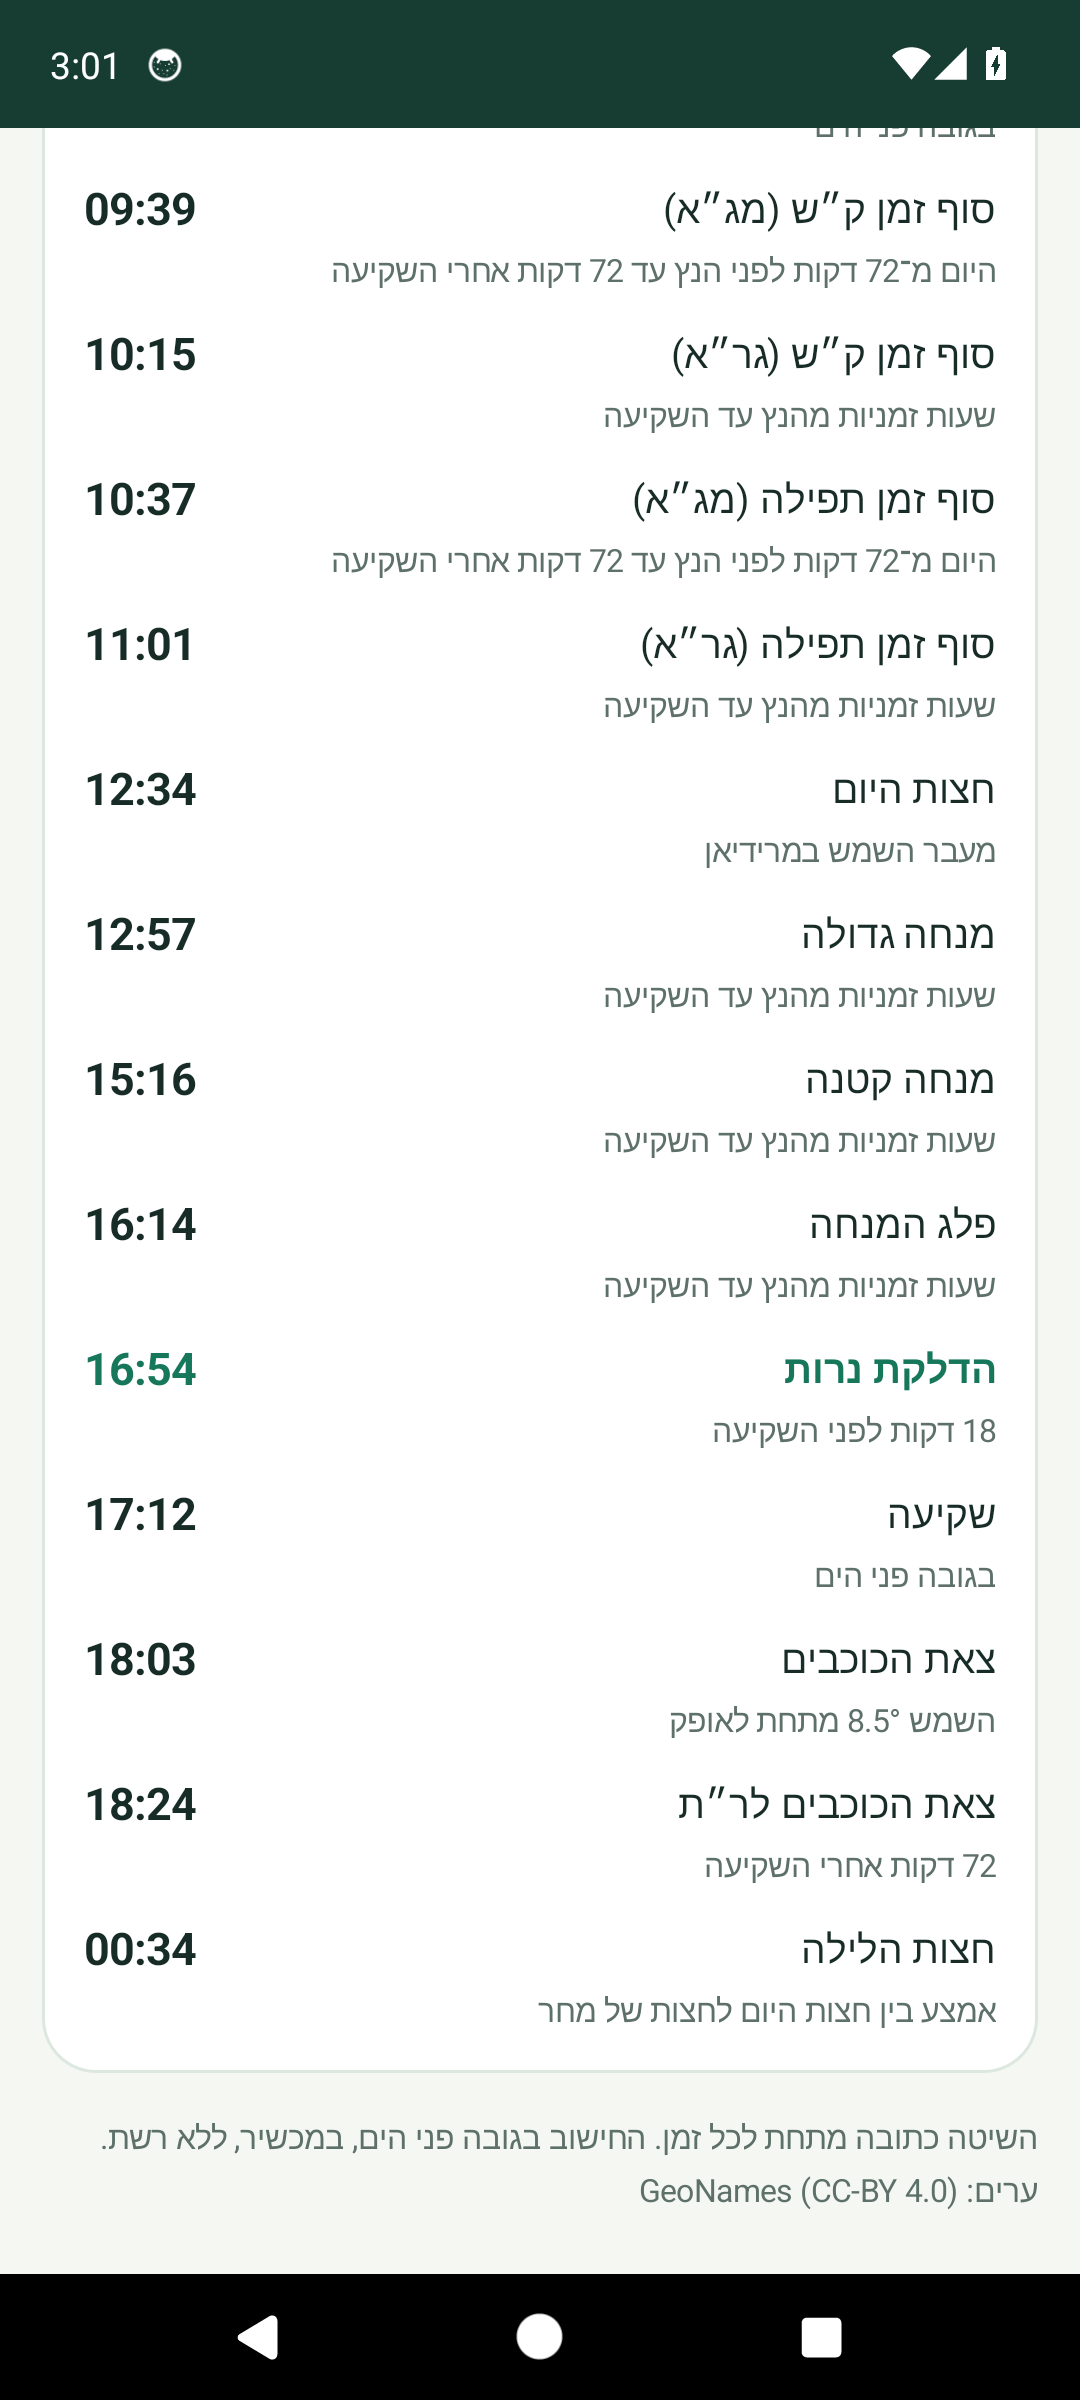 3:01
בגובה פני הים
09:39 סוף זמן ק״ש (מג״א)
היום מ־72 דקות לפני הנץ עד 72 דקות אחרי השקיעה
10:15 סוף זמן ק״ש (גר״א)
שעות זמניות מהנץ עד השקיעה
10:37 סוף זמן תפילה (מג״א)
היום מ־72 דקות לפני הנץ עד 72 דקות אחרי השקיעה
11:01 סוף זמן תפילה (גר״א)
שעות זמניות מהנץ עד השקיעה
12:34 חצות היום
מעבר השמש במרידיאן
12:57 מנחה גדולה
שעות זמניות מהנץ עד השקיעה
15:16 מנחה קטנה
שעות זמניות מהנץ עד השקיעה
16:14 פלג המנחה
שעות זמניות מהנץ עד השקיעה
16:54 הדלקת נרות
18 דקות לפני השקיעה
17:12 שקיעה
בגובה פני הים
18:03 צאת הכוכבים
השמש 8.5° מתחת לאופק
18:24 צאת הכוכבים לר״ת
72 דקות אחרי השקיעה
00:34 חצות הלילה
אמצע בין חצות היום לחצות של מחר
השיטה כתובה מתחת לכל זמן. החישוב בגובה פני הים, במכשיר, ללא רשת.
ערים: GeoNames (CC-BY 4.0)